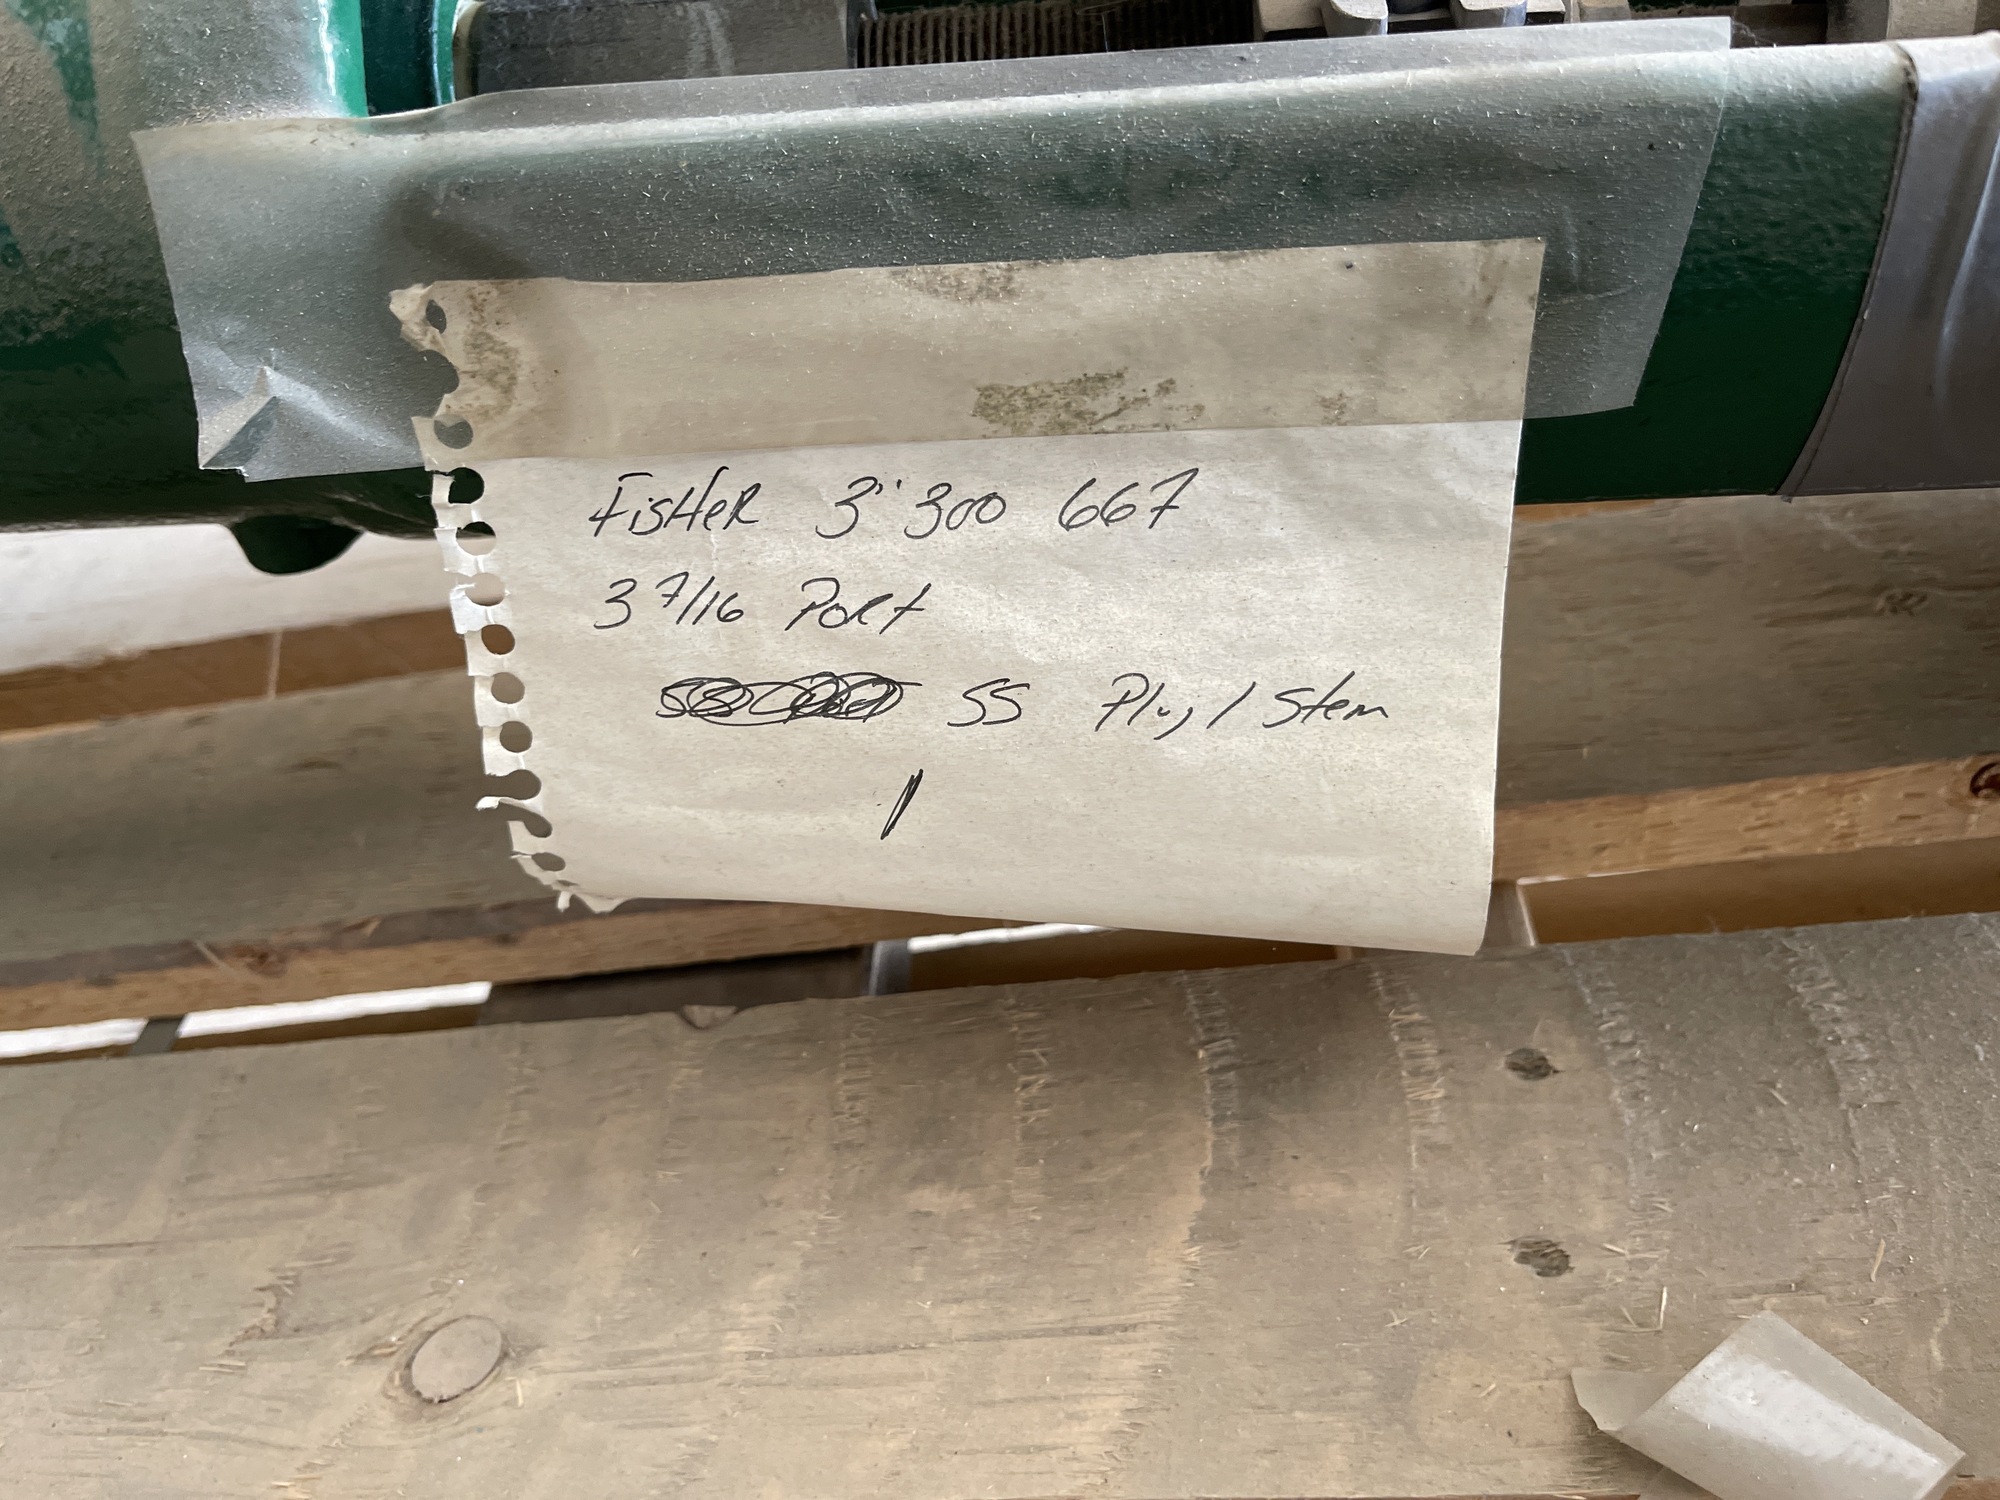 FisHeR 3" 300 667
3 7/16 PoRt
SS Plug / Stem
1